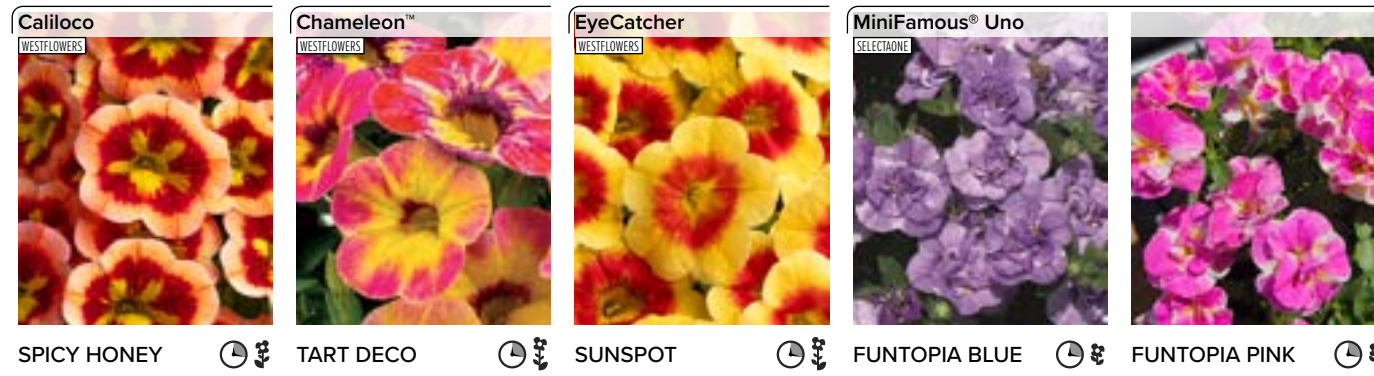 Caliloco
WESTFLOWERS
SPICY HONEY
Chameleon™
WESTFLOWERS
TART DECO
EyeCatcher
WESTFLOWERS
SUNSPOT
MiniFamous® Uno
SELECTAONE
FUNTOPIA BLUE
FUNTOPIA PINK